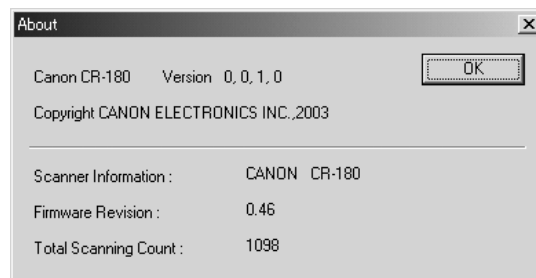 About
Canon CR-180 Version 0, 0, 1, 0
OK
Copyright CANON ELECTRONICS INC.,2003
Scanner Information : CANON CR-180
Firmware Revision : 0.46
Total Scanning Count : 1098